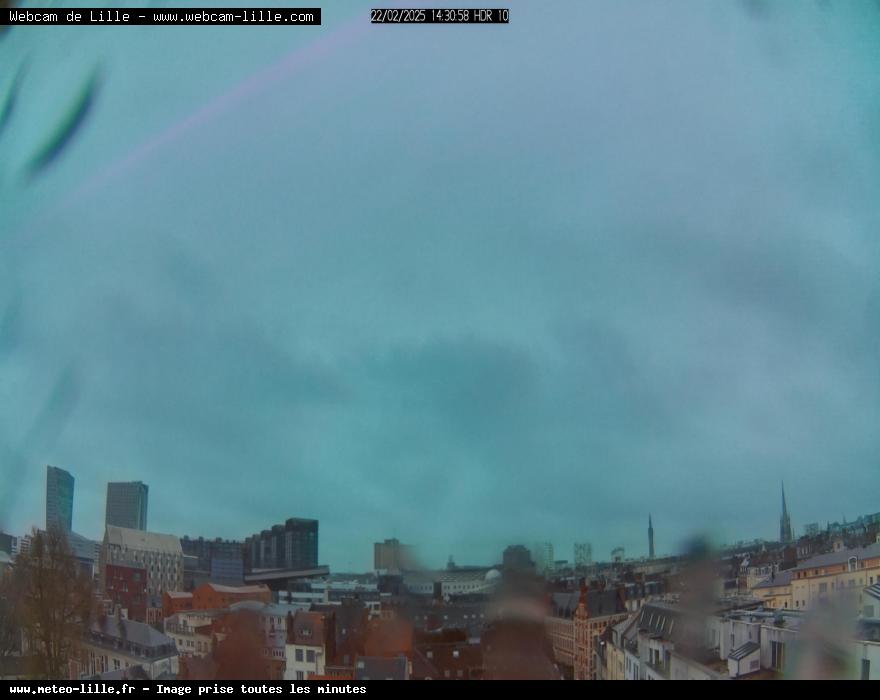 Webcam de Lille - www.webcam-lille.com
22/02/2025 14:30:58 HDR 10
www.meteo-lille.fr - Image prise toutes les minutes